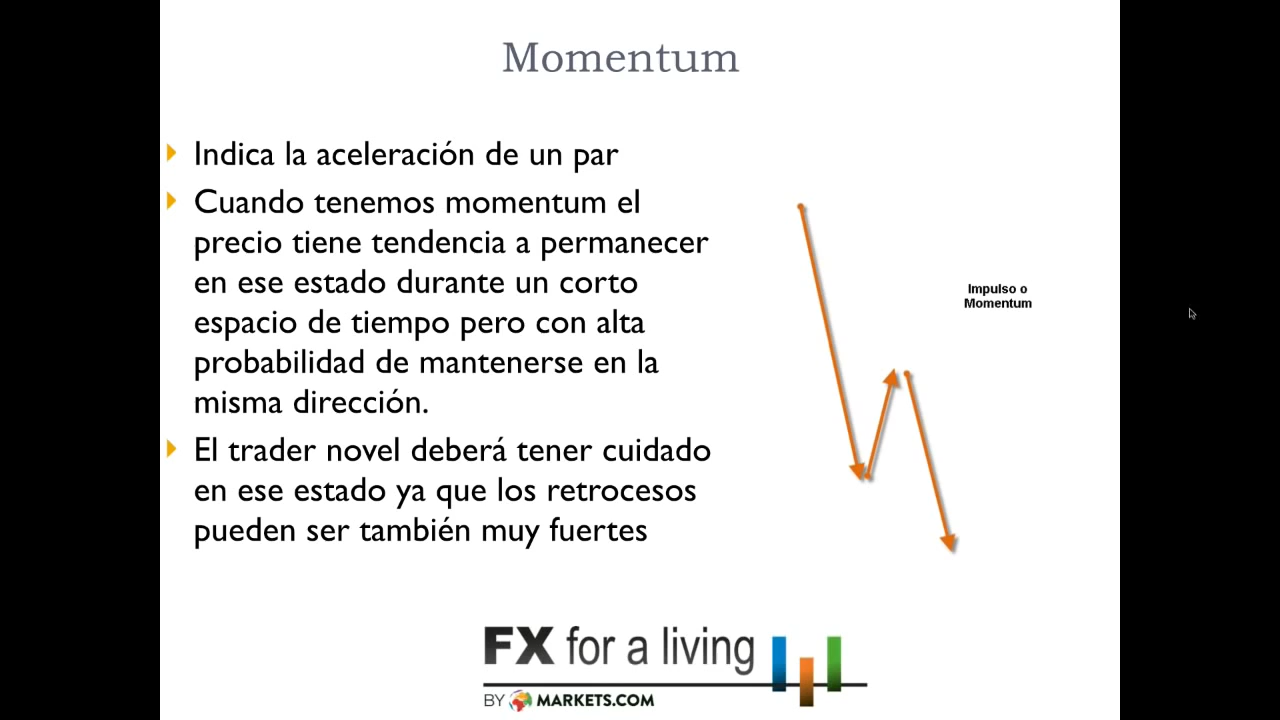 Momentum
Indica la aceleración de un par
Cuando tenemos momentum el
precio tiene tendencia a permanecer
en ese estado durante un corto
espacio de tiempo pero con alta
probabilidad de mantenerse en la
misma dirección.
El trader novel deberá tener cuidado
en ese estado ya que los retrocesos
pueden ser también muy fuertes
Impulso o
Momentum
FX for a living
BY MARKETS.COM